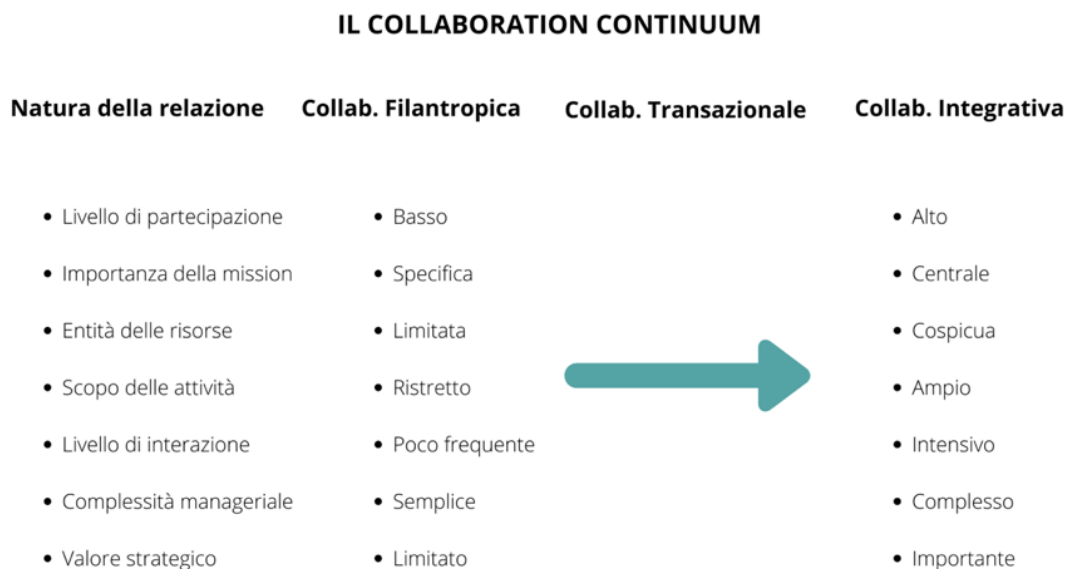 IL COLLABORATION CONTINUUM
Natura della relazione Collab. Filantropica Collab. Transazionale Collab. Integrativa
• Livello di partecipazione • Basso • Alto
• Importanza della mission • Specifica • Centrale
• Entità delle risorse • Limitata • Cospicua
• Scopo delle attività • Ristretto • Ampio
• Livello di interazione • Poco frequente • Intensivo
• Complessità manageriale • Semplice • Complesso
• Valore strategico • Limitato • Importante